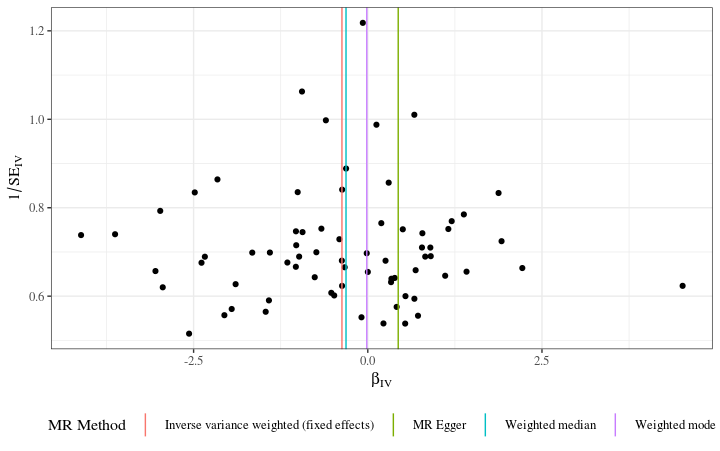 1.2
1.0
0.8
0.6
1/SE_IV
-2.5
0.0
2.5
β_IV
MR Method
Inverse variance weighted (fixed effects)
MR Egger
Weighted median
Weighted mode